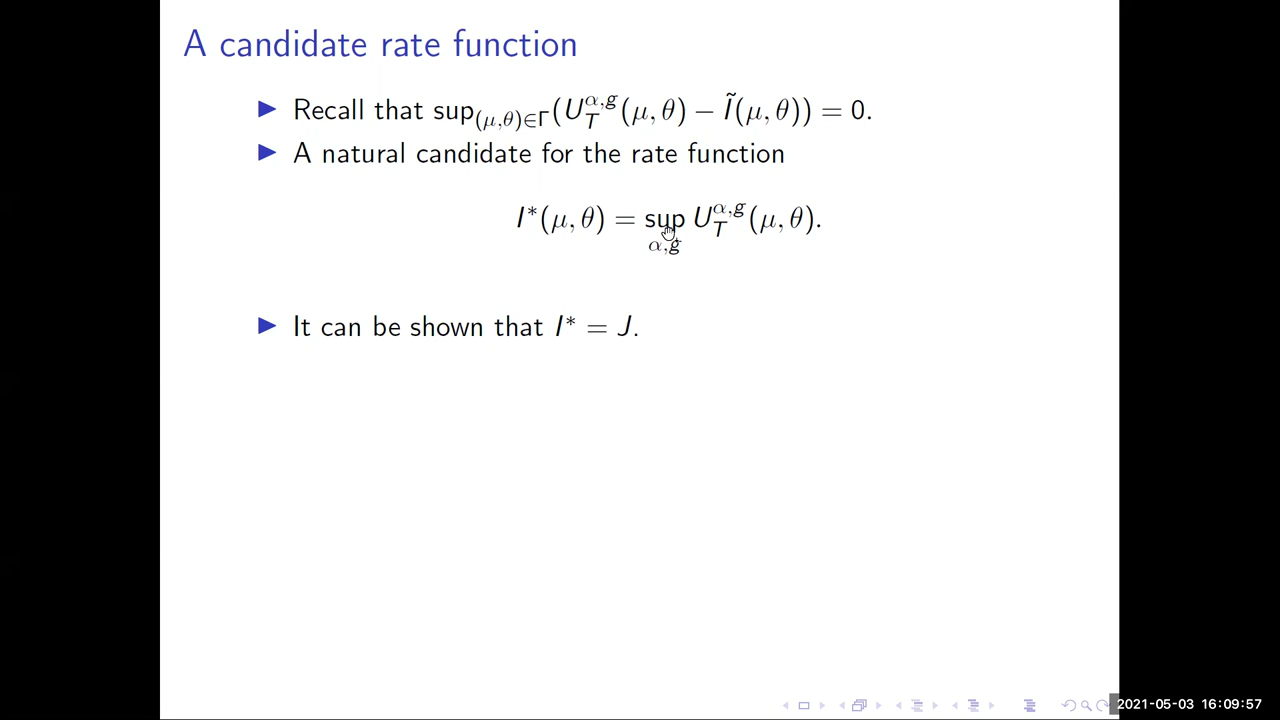 A candidate rate function
▶ Recall that sup_{(μ,θ)∈Γ}(U_T^{α,g}(μ, θ) − Ĩ(μ, θ)) = 0.
▶ A natural candidate for the rate function
I*(μ, θ) = sup_{α,g} U_T^{α,g}(μ, θ).
▶ It can be shown that I* = J.
2021-05-03 16:09:57